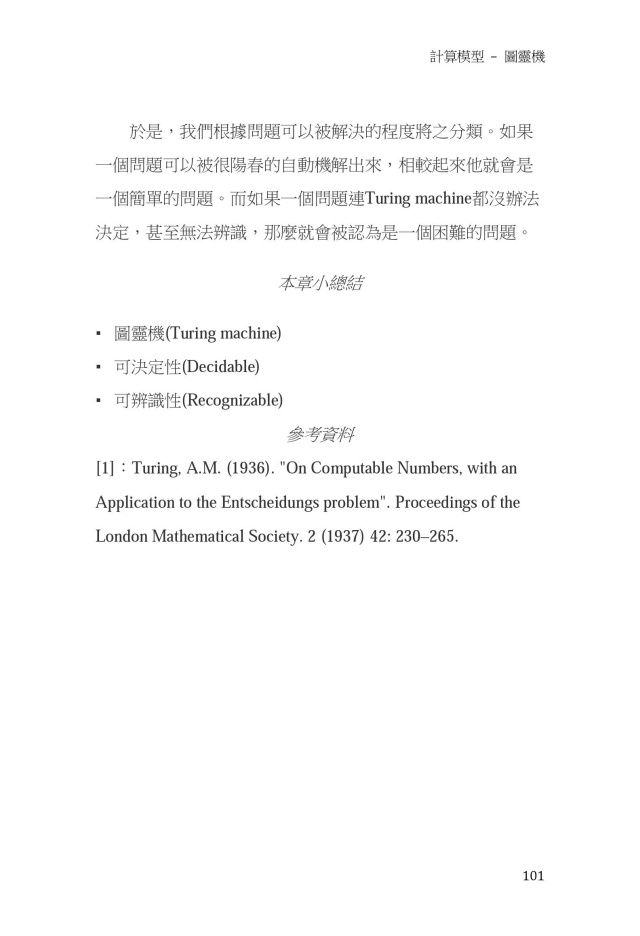 計算模型 － 圖靈機
於是，我們根據問題可以被解決的程度將之分類。如果
一個問題可以被很陽春的自動機解出來，相較起來他就會是
一個簡單的問題。而如果一個問題連Turing machine都沒辦法
決定，甚至無法辨識，那麼就會被認為是一個困難的問題。
本章小總結
▪ 圖靈機(Turing machine)
▪ 可決定性(Decidable)
▪ 可辨識性(Recognizable)
參考資料
[1]：Turing, A.M. (1936). "On Computable Numbers, with an
Application to the Entscheidungs problem". Proceedings of the
London Mathematical Society. 2 (1937) 42: 230–265.
101